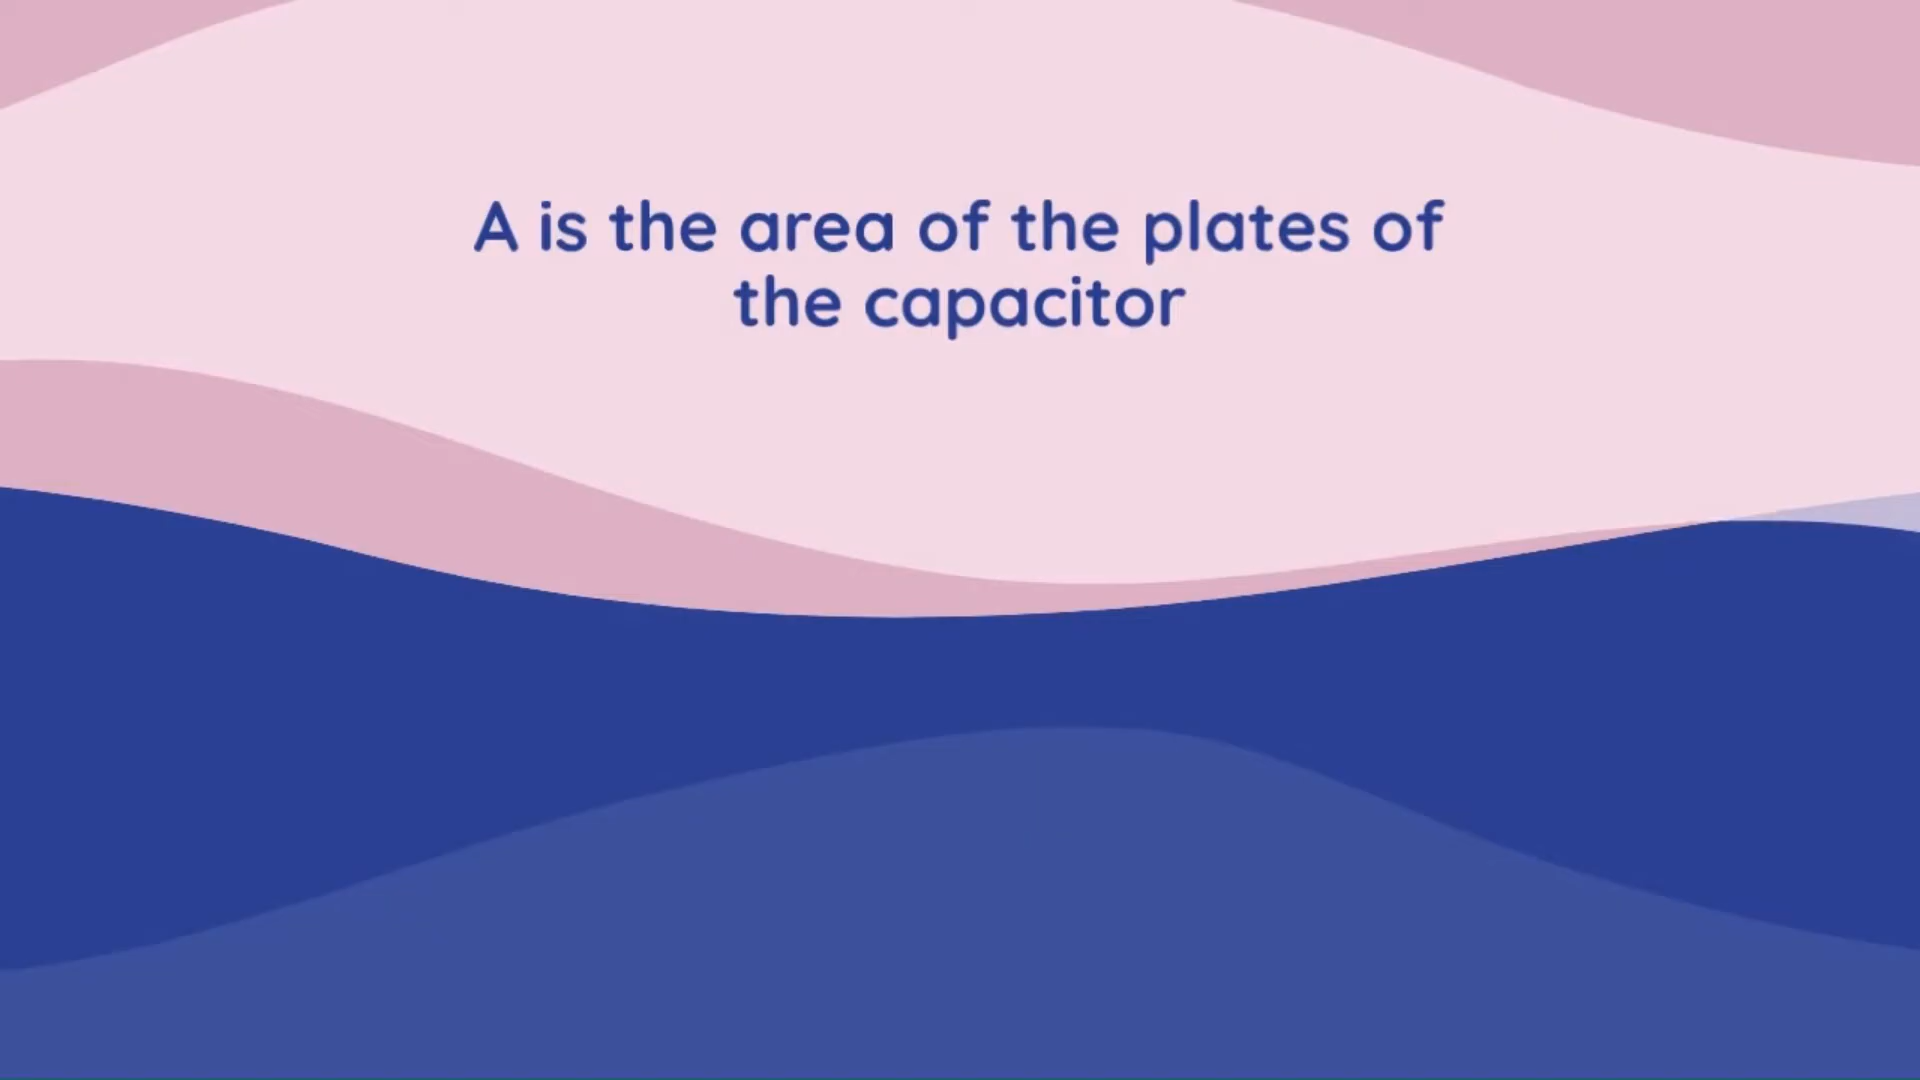 A is the area of the plates of
the capacitor